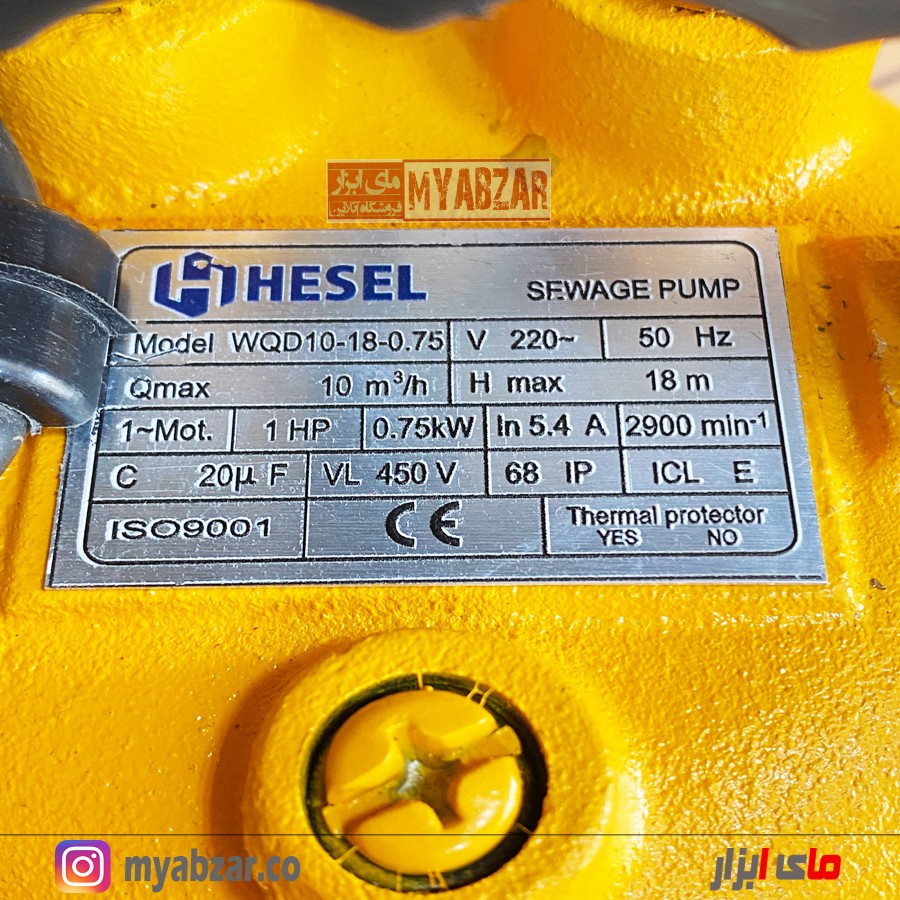 مای ابزار
فروشگاه آنلاین
MYABZAR
HESEL SEWAGE PUMP
Model WQD10-18-0.75 V 220~ 50 Hz
Qmax 10 m³/h H max 18 m
1~Mot. 1 HP 0.75kW In 5.4 A 2900 min-¹
C 20μ F VL 450 V 68 IP ICL E
ISO9001 CE Thermal protector
YES NO
myabzar.co مای ابزار